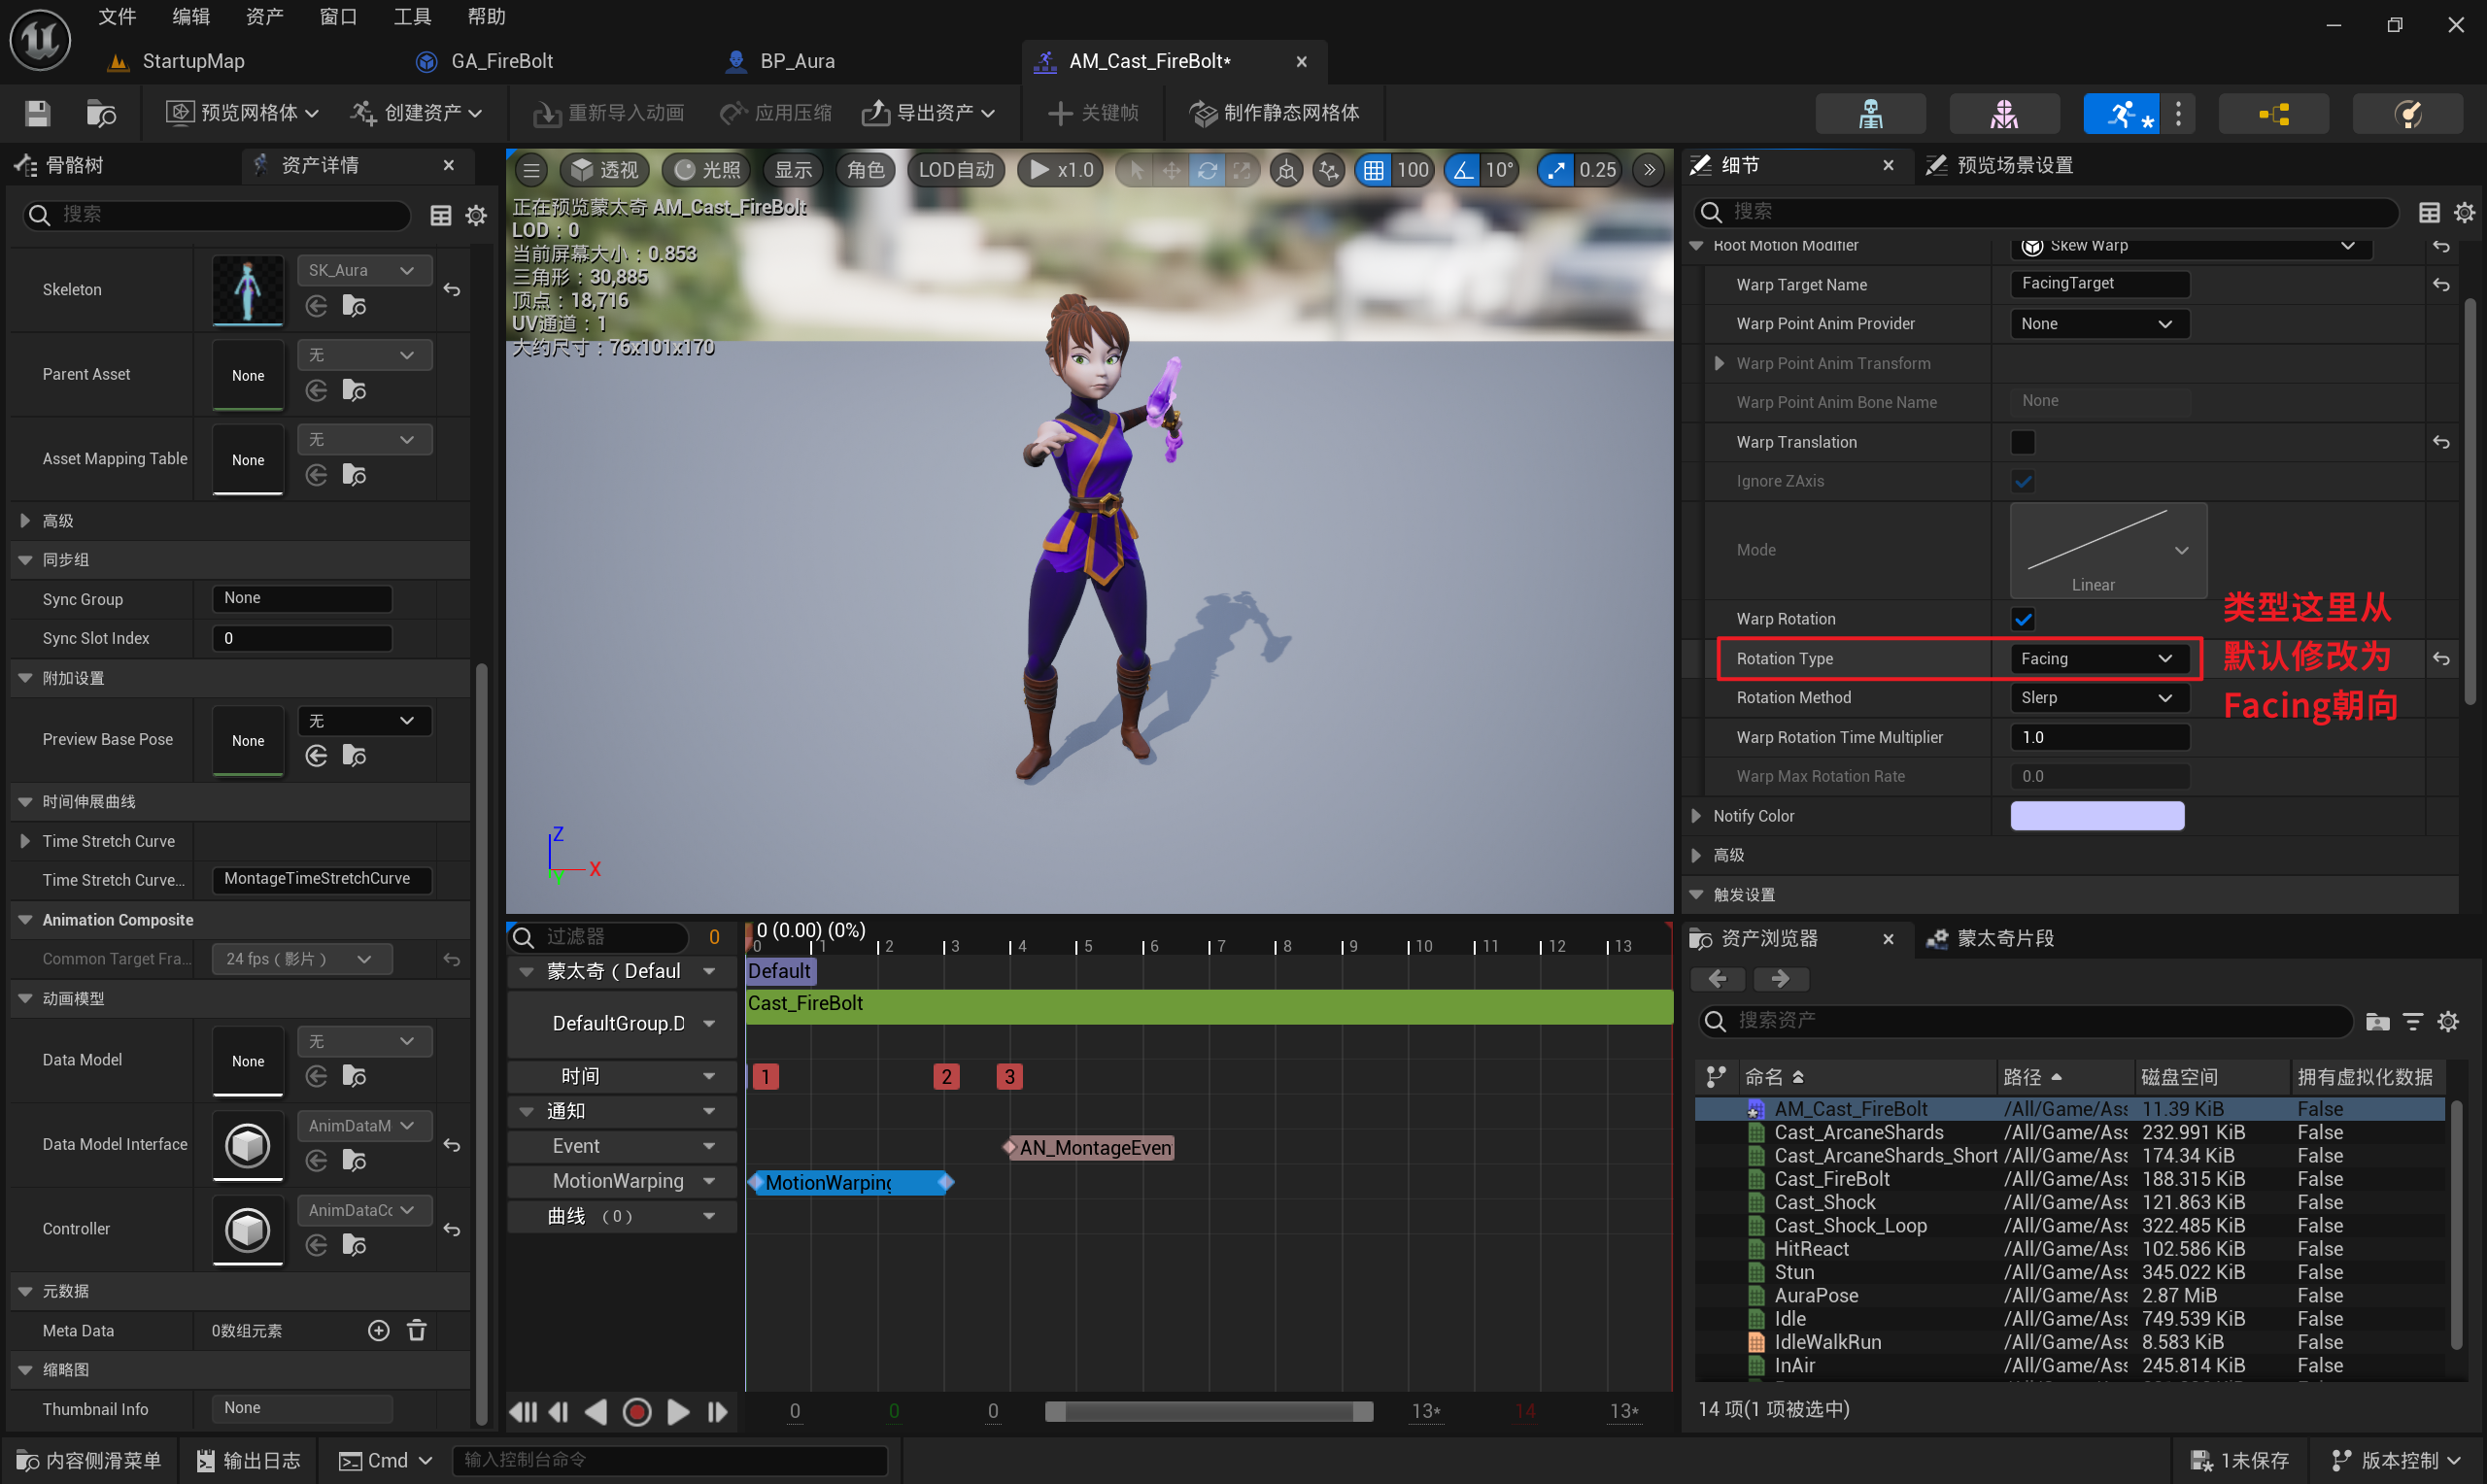 文件 编辑 资产 窗口 工具 帮助
StartupMap GA_FireBolt BP_Aura AM_Cast_FireBolt*
预览网格体 创建资产 重新导入动画 应用压缩 导出资产 关键帧 制作静态网格体
骨骼树 资产详情
搜索
Skeleton SK_Aura
Parent Asset None 无
Asset Mapping Table None 无
高级
同步组
Sync Group None
Sync Slot Index 0
附加设置
Preview Base Pose None 无
时间伸展曲线
Time Stretch Curve
Time Stretch Curve... MontageTimeStretchCurve
Animation Composite
Common Target Fra... 24 fps（影片）
动画模型
Data Model None 无
Data Model Interface AnimDataM
Controller AnimDataCo
元数据
Meta Data 0数组元素
缩略图
Thumbnail Info None
透视 光照 显示 角色 LOD自动 x1.0 100 10° 0.25
正在预览蒙太奇 AM_Cast_FireBolt
LOD：0
当前屏幕大小：0.853
三角形：30,885
顶点：18,716
UV通道：1
大约尺寸：76x101x170
Z
X
Y
过滤器 0
0 (0.00) (0%)
0 1 2 3 4 5 6 7 8 9 10 11 12 13
蒙太奇（Defaul Default
Cast_FireBolt
DefaultGroup.D
时间 1 2 3
通知
Event AN_MontageEven
MotionWarping MotionWarping
曲线 （0）
0 0 0 13* 14 13*
细节 预览场景设置
搜索
Root Motion Modifier Skew Warp
Warp Target Name FacingTarget
Warp Point Anim Provider None
Warp Point Anim Transform
Warp Point Anim Bone Name None
Warp Translation
Ignore ZAxis
Mode Linear
Warp Rotation
Rotation Type Facing
Rotation Method Slerp
Warp Rotation Time Multiplier 1.0
Warp Max Rotation Rate 0.0
类型这里从
默认修改为
Facing朝向
Notify Color
高级
触发设置
资产浏览器 蒙太奇片段
搜索资产
命名 路径 磁盘空间 拥有虚拟化数据
AM_Cast_FireBolt /All/Game/Ass 11.39 KiB False
Cast_ArcaneShards /All/Game/Ass 232.991 KiB False
Cast_ArcaneShards_Short /All/Game/Ass 174.34 KiB False
Cast_FireBolt /All/Game/Ass 188.315 KiB False
Cast_Shock /All/Game/Ass 121.863 KiB False
Cast_Shock_Loop /All/Game/Ass 322.485 KiB False
HitReact /All/Game/Ass 102.586 KiB False
Stun /All/Game/Ass 345.022 KiB False
AuraPose /All/Game/Ass 2.87 MiB False
Idle /All/Game/Ass 749.539 KiB False
IdleWalkRun /All/Game/Ass 8.583 KiB False
InAir /All/Game/Ass 245.814 KiB False
14 项(1 项被选中)
内容侧滑菜单 输出日志 Cmd 输入控制台命令 1未保存 版本控制